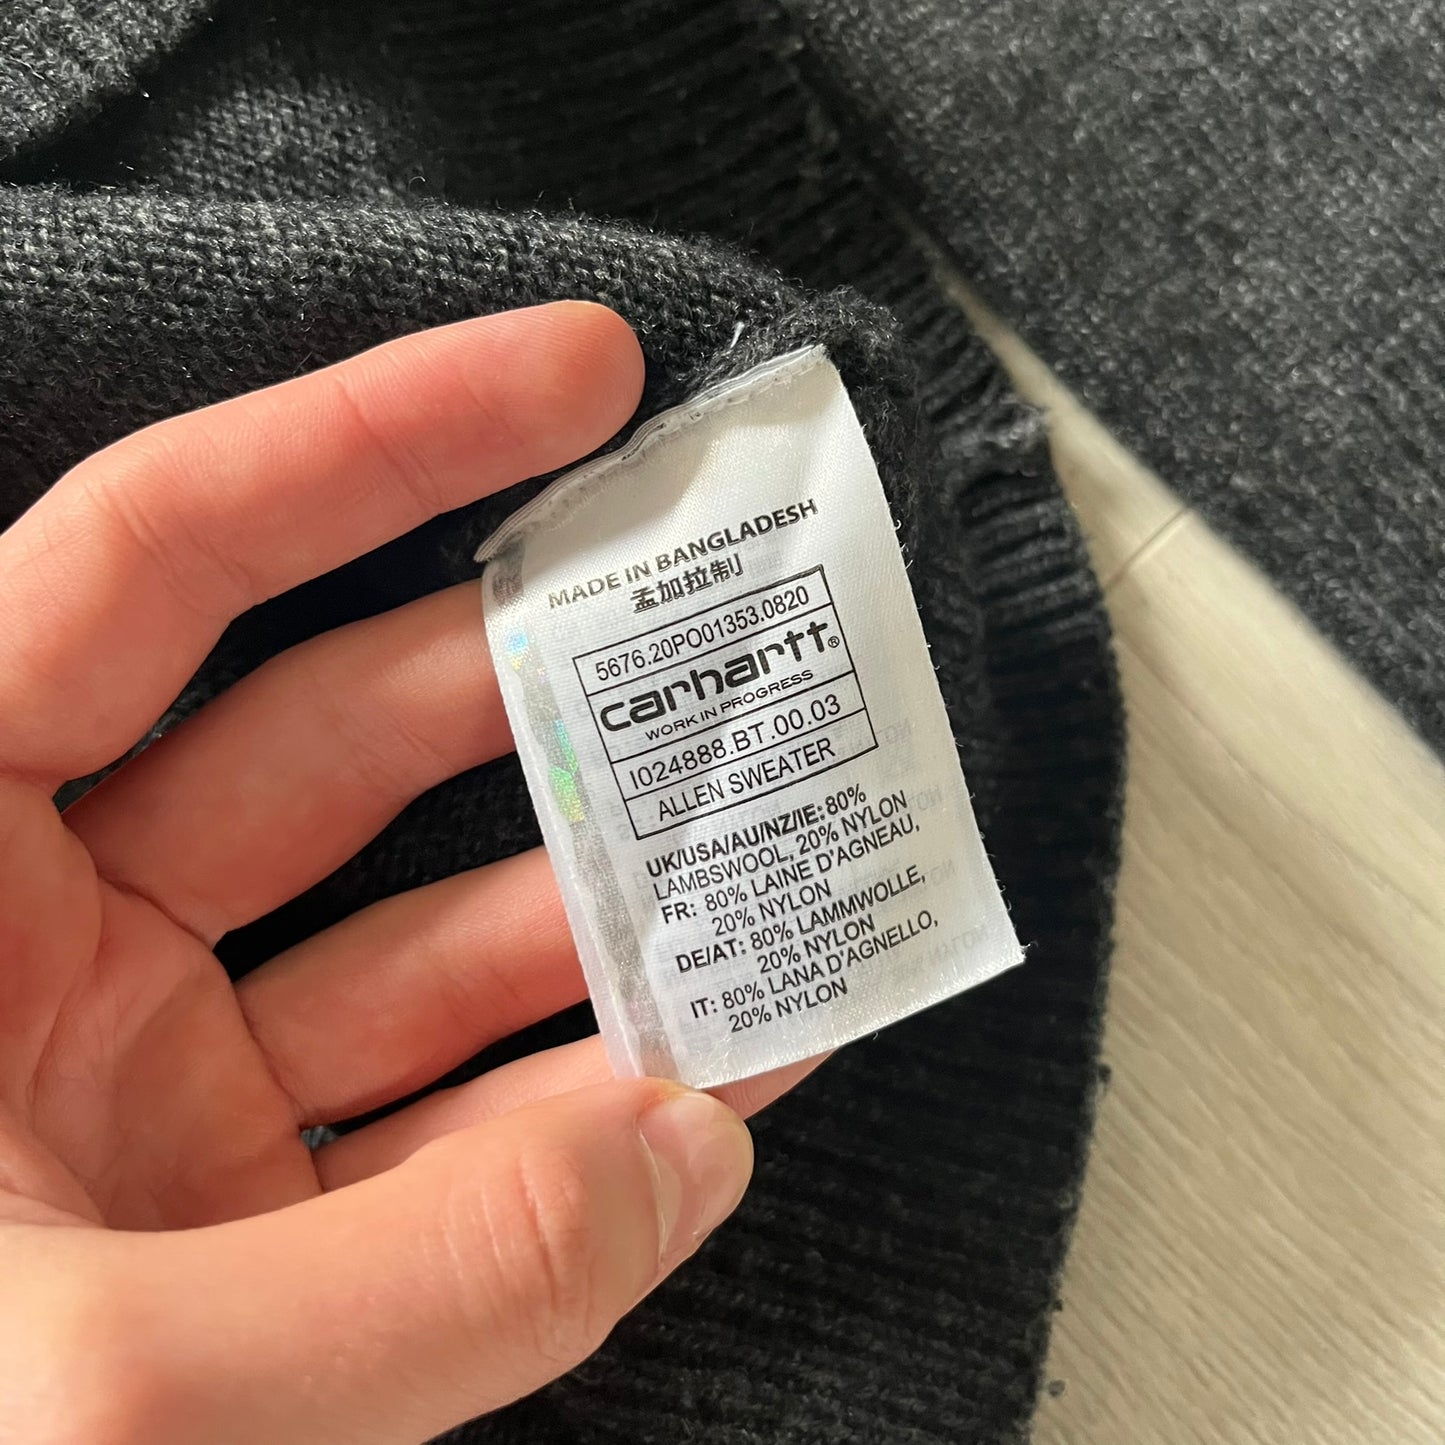 MADE IN BANGLADESH
孟加拉制
5676.20PO01353.0820
carhartt®
WORK IN PROGRESS
I024888.BT.00.03
ALLEN SWEATER
UK/USA/AU/NZ/IE: 80%
LAMBSWOOL, 20% NYLON
FR: 80% LAINE D'AGNEAU,
20% NYLON
DE/AT: 80% LAMMWOLLE,
20% NYLON
IT: 80% LANA D'AGNELLO,
20% NYLON